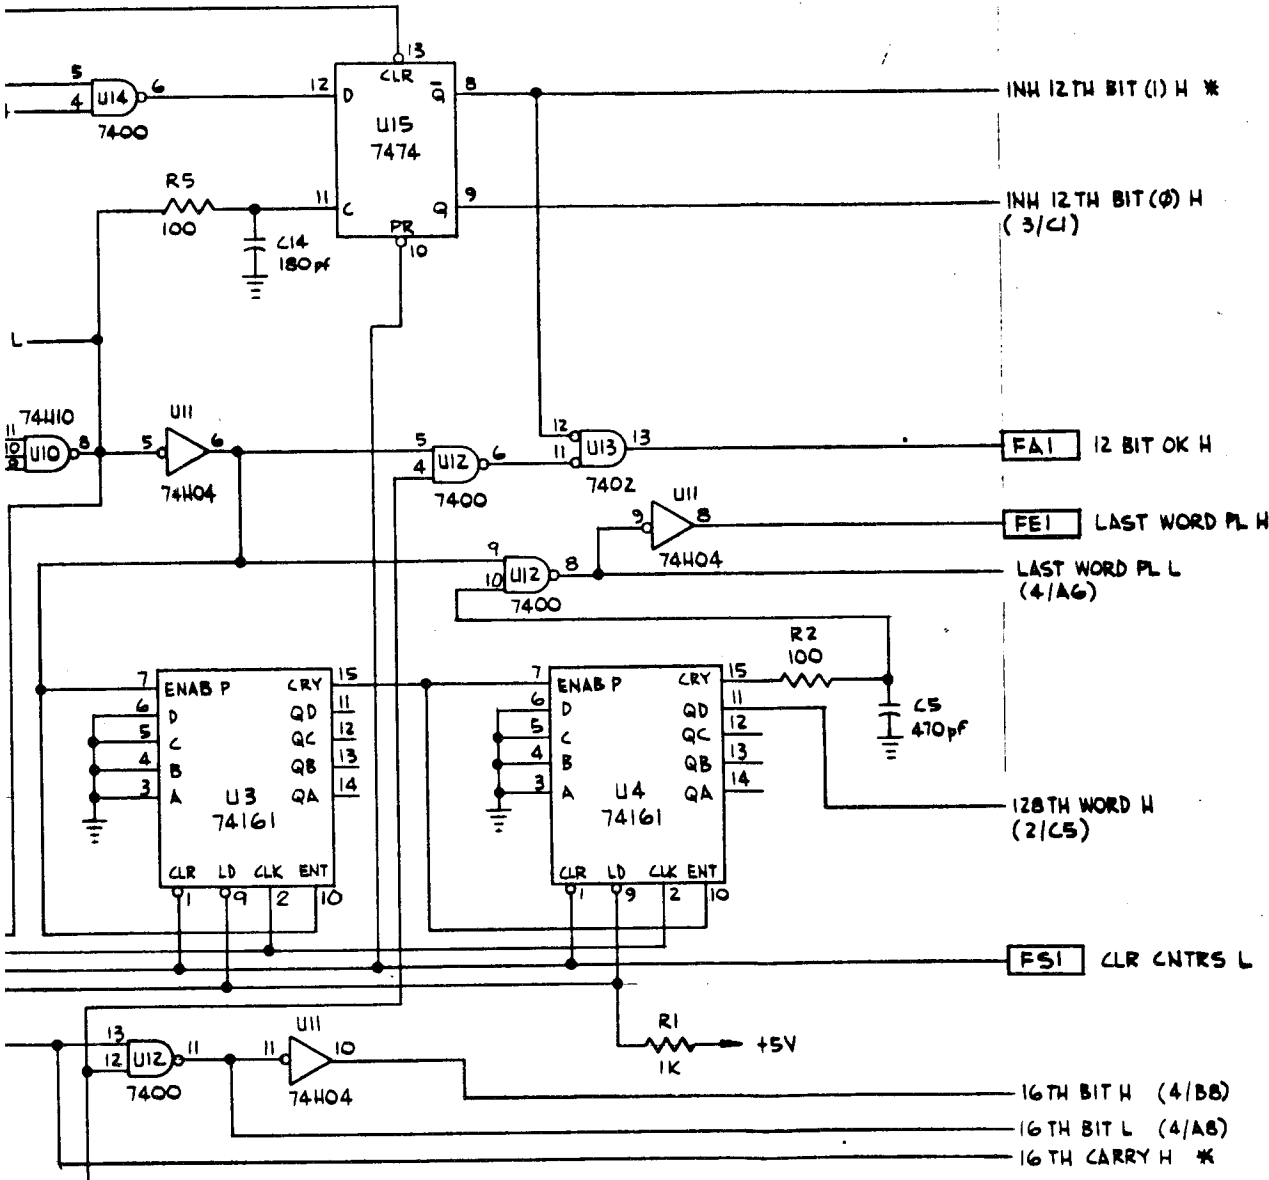 13
CLR
5
4
U14
6
7400
12
D
Q
8
INH 12TH BIT (1) H *
U15
7474
R5
100
11
C
Q
9
INH 12TH BIT (Ø) H
(3/C1)
PR
10
C14
180pf
L
74H10
11
10
9
U10
8
U11
5
6
74H04
5
4
U12
6
7400
12
11
U13
13
7402
FA1 12 BIT OK H
U11
9
8
74H04
FE1 LAST WORD PL H
9
10
U12
8
7400
LAST WORD PL L
(4/A6)
R2
100
C5
470pf
7 ENAB P CRY 15
6 D QD 11
5 C QC 12
4 B QB 13
3 A QA 14
U3
74161
CLR LD CLK ENT
1 9 2 10
7 ENAB P CRY 15
6 D QD 11
5 C QC 12
4 B QB 13
3 A QA 14
U4
74161
CLR LD CLK ENT
1 9 2 10
128TH WORD H
(2/C5)
FS1 CLR CNTRS L
R1
1K
+5V
13
12
U12
11
7400
U11
11
10
74H04
16TH BIT H (4/B8)
16TH BIT L (4/A8)
16TH CARRY H *